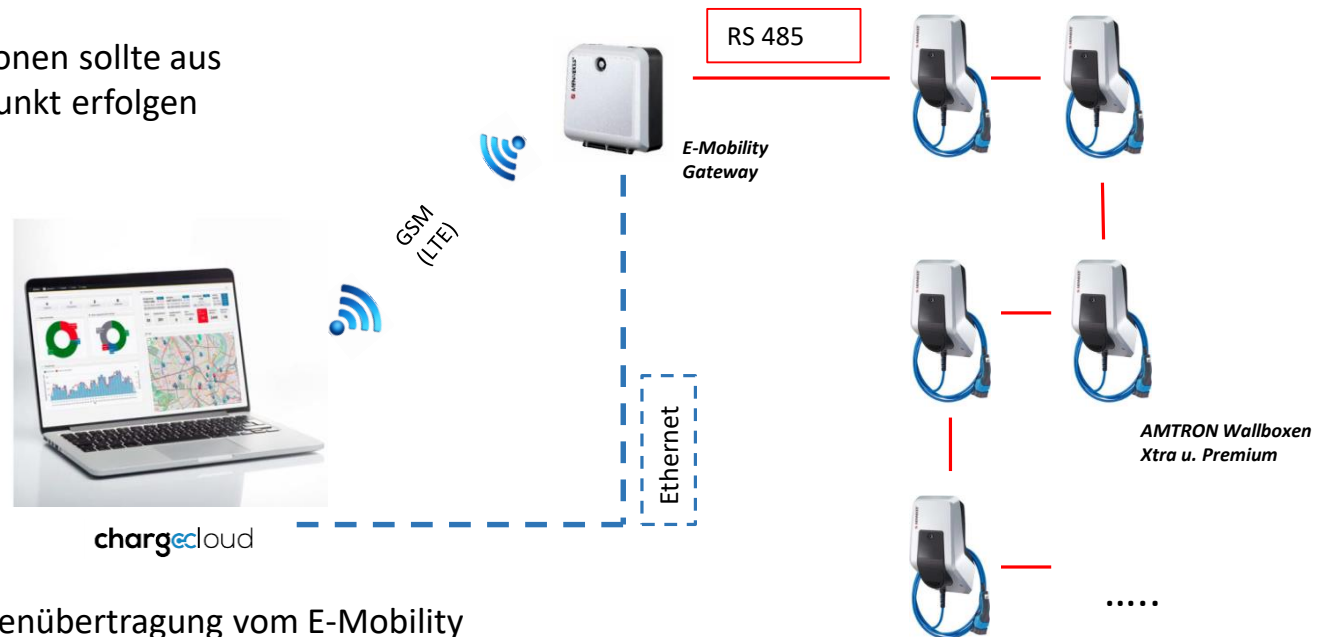 onen sollte aus
unkt erfolgen
RS 485
E-Mobility
Gateway
GSM
(LTE)
Ethernet
AMTRON Wallboxen
Xtra u. Premium
chargecloud
.....
enübertragung vom E-Mobility